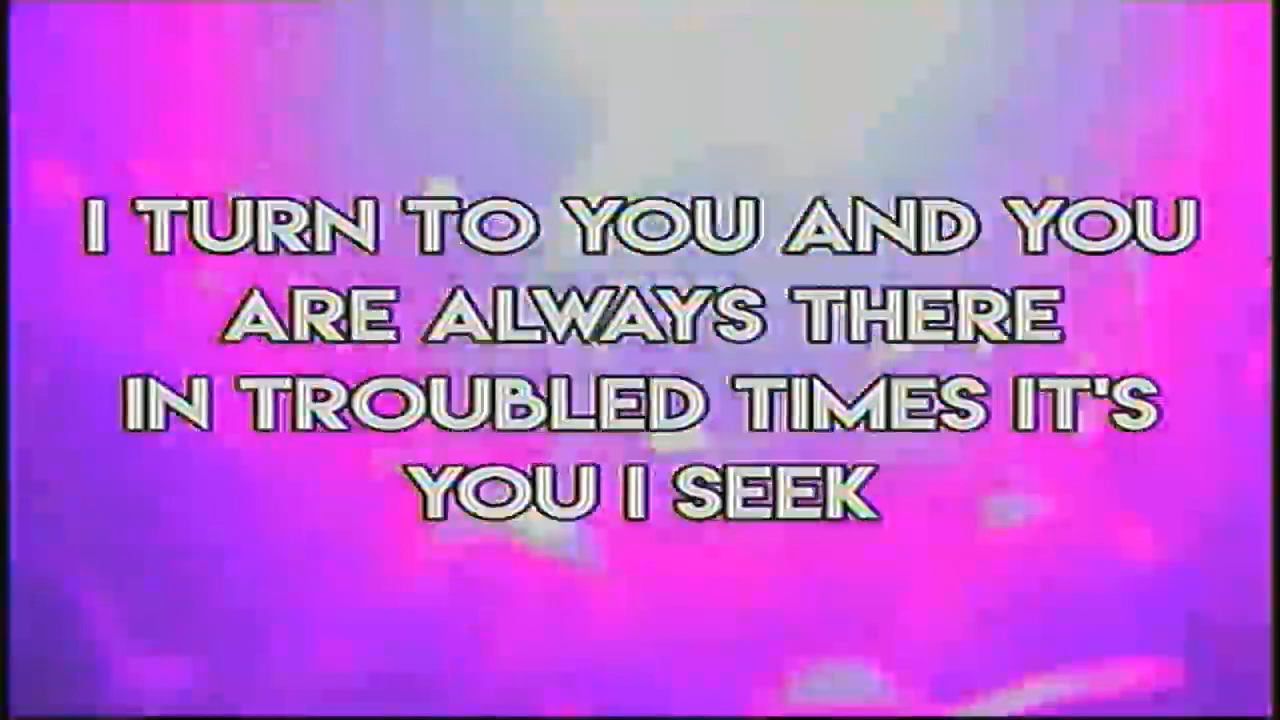 I TURN TO YOU AND YOU
ARE ALWAYS THERE
IN TROUBLED TIMES IT'S
YOU I SEEK